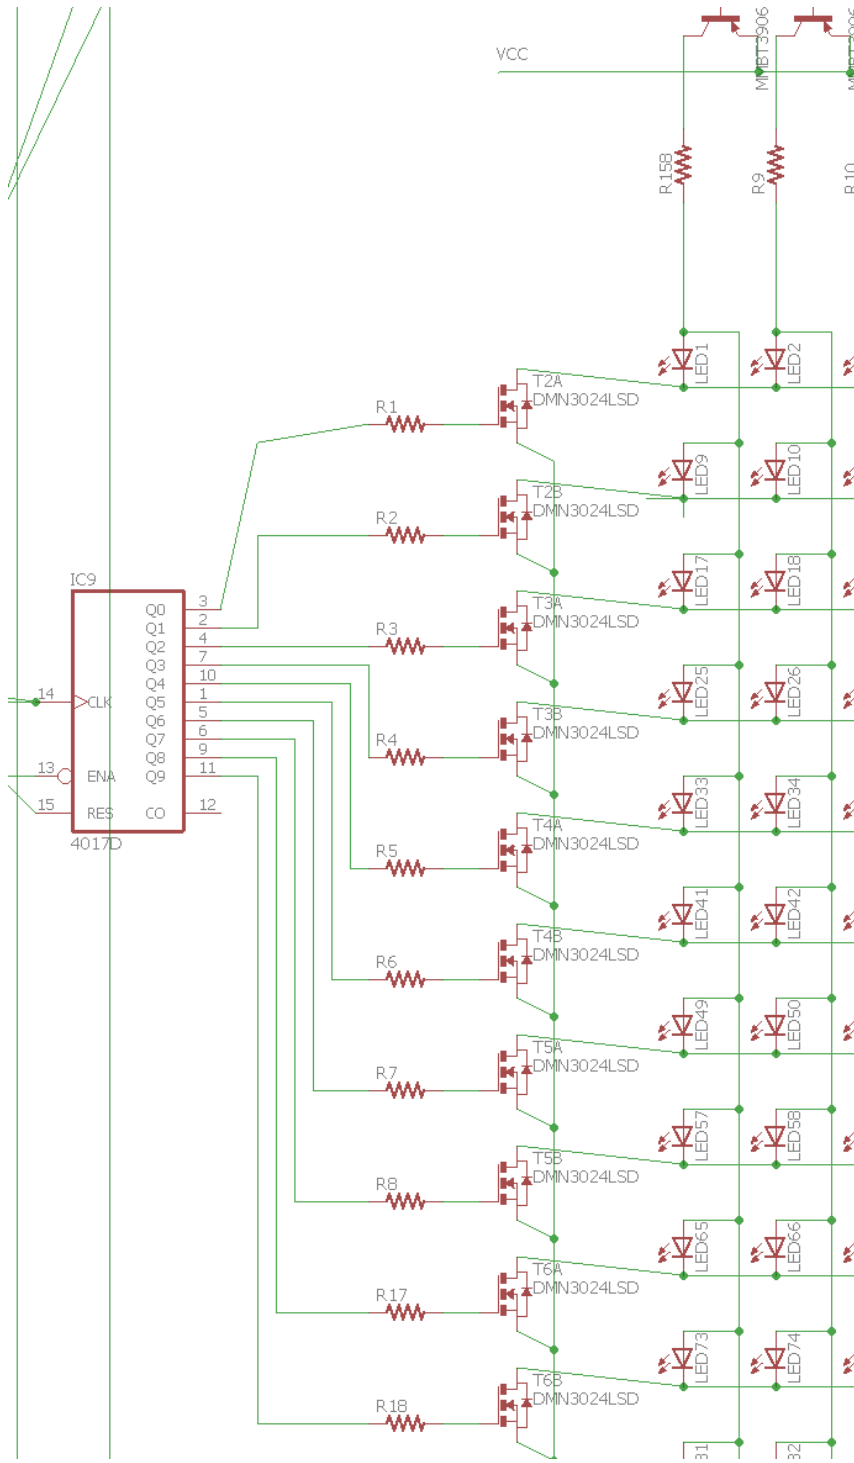 MMBT3906
VCC
R158
R9
R10
LED1
LED2
T2A
DMN3024LSD
R1
LED9
LED10
T2B
DMN3024LSD
R2
LED17
LED18
IC9
T3A
DMN3024LSD
R3
Q0 3
Q1 2
Q2 4
Q3 7
Q4 10
Q5 1
Q6 5
Q7 6
Q8 9
Q9 11
14 CLK
13 ENA
15 RES
CO 12
4017D
LED25
LED26
T3B
DMN3024LSD
R4
LED33
LED34
T4A
DMN3024LSD
R5
LED41
LED42
T4B
DMN3024LSD
R6
LED49
LED50
T5A
DMN3024LSD
R7
LED57
LED58
T5B
DMN3024LSD
R8
LED65
LED66
T6A
DMN3024LSD
R17
LED73
LED74
T6B
DMN3024LSD
R18